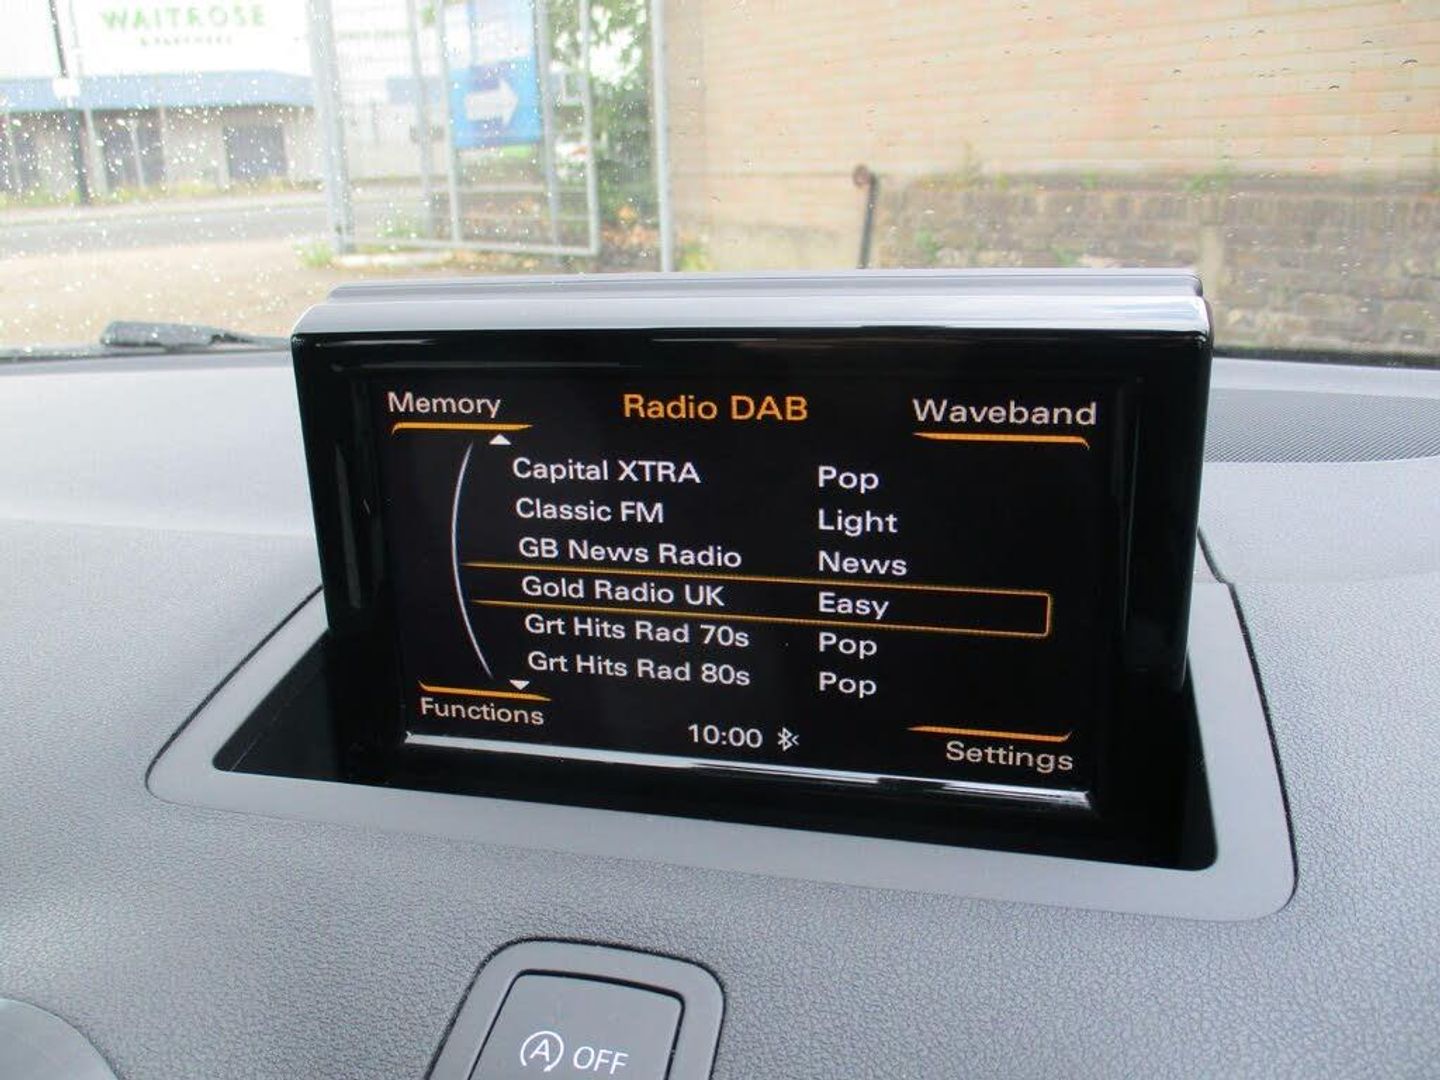 WAITROSE
& PARTNERS
Memory
Radio DAB
Waveband
Capital XTRA Pop
Classic FM Light
GB News Radio News
Gold Radio UK Easy
Grt Hits Rad 70s Pop
Grt Hits Rad 80s Pop
Functions
10:00
Settings
A OFF